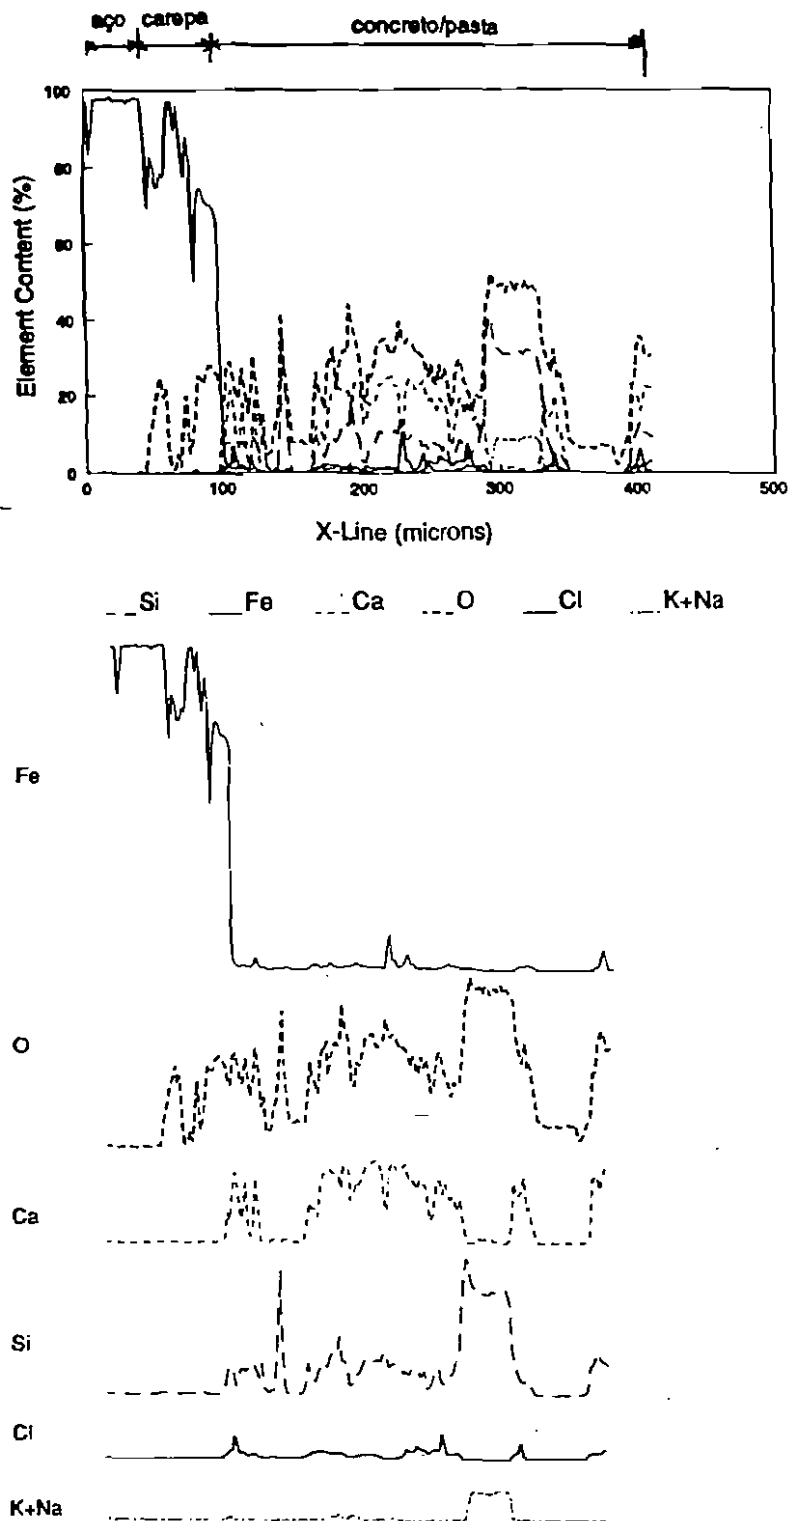 aço carepa concreto/pasta
100
80
60
40
20
0
Element Content (%)
0 100 200 300 400 500
X-Line (microns)
Si Fe Ca O Cl K+Na
Fe
O
Ca
Si
Cl
K+Na